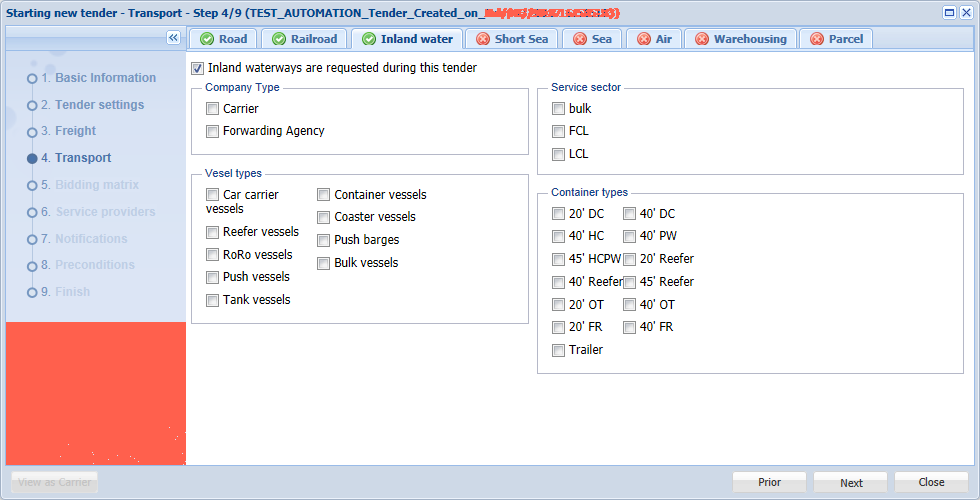 Starting new tender - Transport - Step 4/9 (TEST_AUTOMATION_Tender_Created_on_
Road Railroad Inland water Short Sea Sea Air Warehousing Parcel
1. Basic Information
2. Tender settings
3. Freight
4. Transport
5. Bidding matrix
6. Service providers
7. Notifications
8. Preconditions
9. Finish
Inland waterways are requested during this tender
Company Type
Carrier
Forwarding Agency
Service sector
bulk
FCL
LCL
Vesel types
Car carrier
vessels
Reefer vessels
RoRo vessels
Push vessels
Tank vessels
Container vessels
Coaster vessels
Push barges
Bulk vessels
Container types
20' DC 40' DC
40' HC 40' PW
45' HCPW 20' Reefer
40' Reefer 45' Reefer
20' OT 40' OT
20' FR 40' FR
Trailer
View as Carrier
Prior Next Close